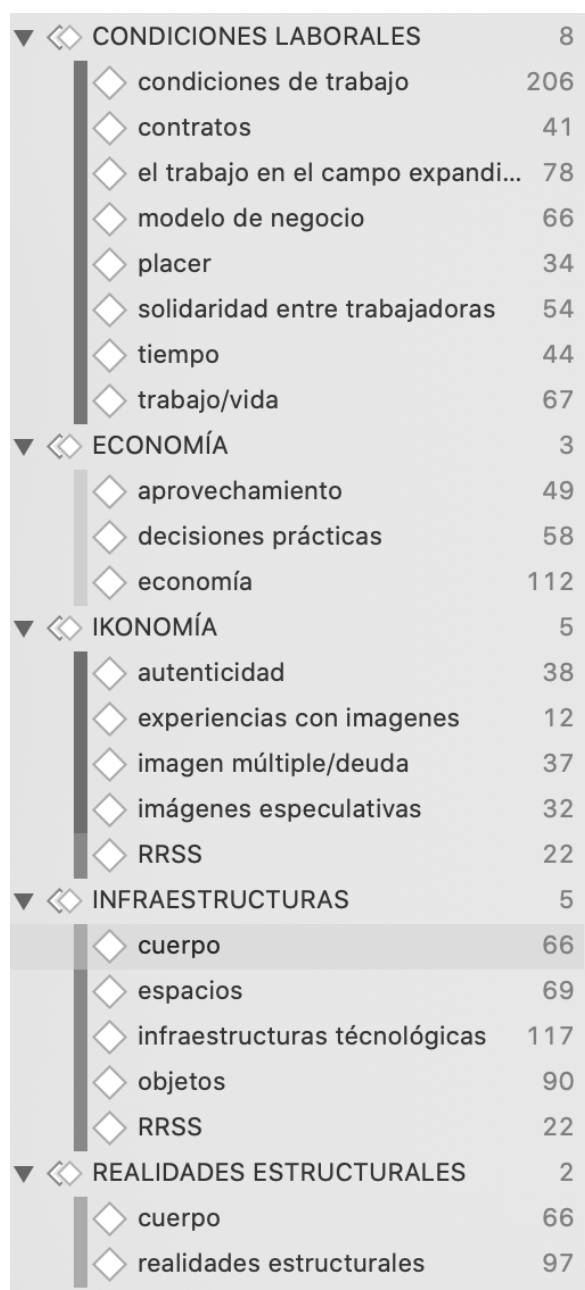 CONDICIONES LABORALES 8
condiciones de trabajo 206
contratos 41
el trabajo en el campo expandi... 78
modelo de negocio 66
placer 34
solidaridad entre trabajadoras 54
tiempo 44
trabajo/vida 67
ECONOMÍA 3
aprovechamiento 49
decisiones prácticas 58
economía 112
IKONOMÍA 5
autenticidad 38
experiencias con imagenes 12
imagen múltiple/deuda 37
imágenes especulativas 32
RRSS 22
INFRAESTRUCTURAS 5
cuerpo 66
espacios 69
infraestructuras técnológicas 117
objetos 90
RRSS 22
REALIDADES ESTRUCTURALES 2
cuerpo 66
realidades estructurales 97